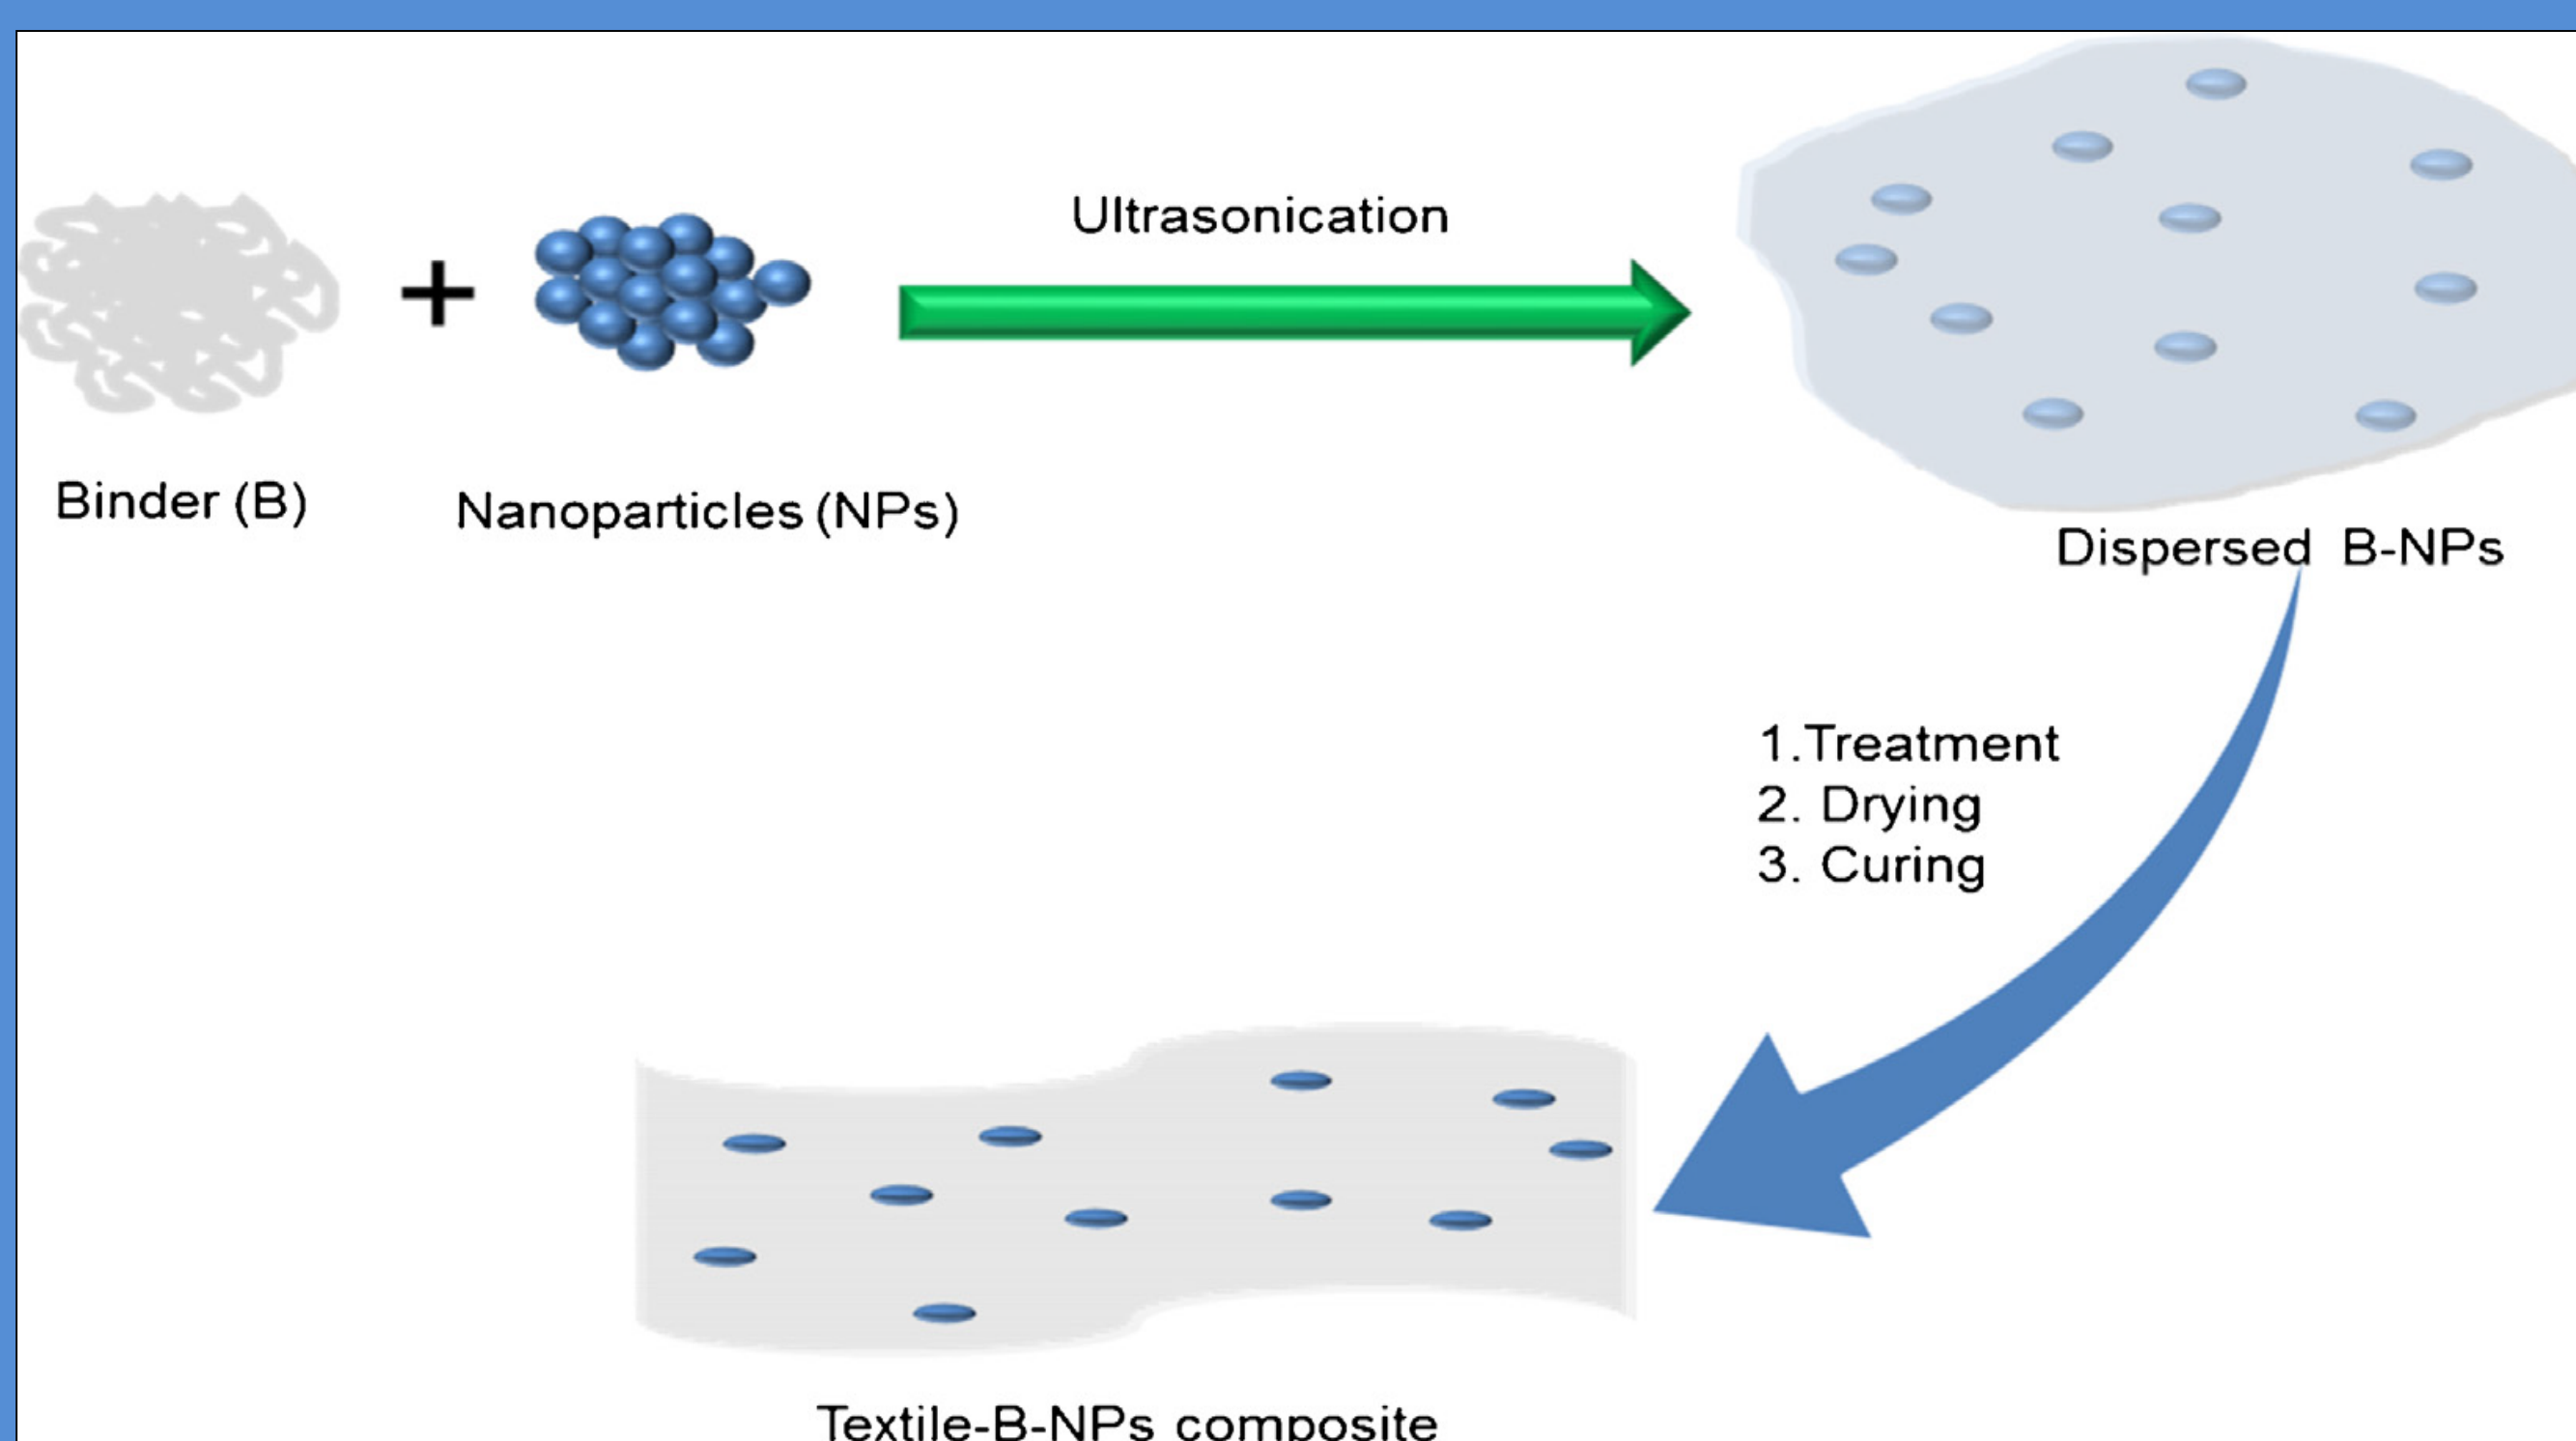 Ultrasonication
Binder (B)
Nanoparticles (NPs)
Dispersed B-NPs
1.Treatment
2. Drying
3. Curing
Textile-B-NPs composite